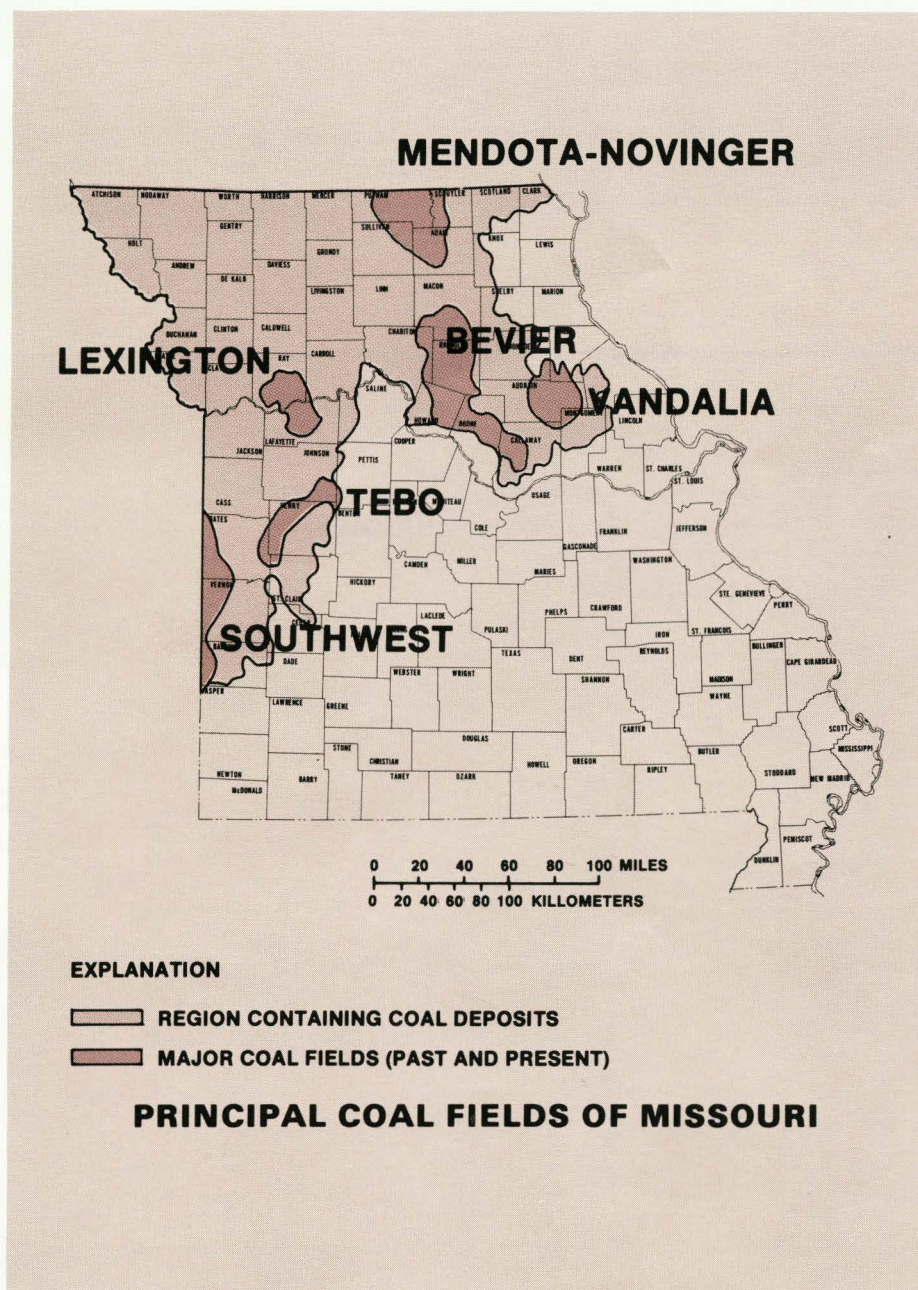 MENDOTA-NOVINGER
ATCHISON NODAWAY WORTH HARRISON MERCER PUTNAM SCHUYLER SCOTLAND CLARK
GENTRY SULLIVAN ADAIR KNOX LEWIS
HOLT GRUNDY
ANDREW DE KALB DAVIESS LIVINGSTON LINN MACON SHELBY MARION
BUCHANAN CLINTON CALDWELL CHARITON
BEVIER
LEXINGTON
RAY CARROLL
SALINE AUDRAIN
VANDALIA
HOWARD BOONE MONTGOMERY LINCOLN
LAFAYETTE COOPER CALLAWAY
JACKSON JOHNSON PETTIS WARREN ST. CHARLES
ST. LOUIS
TEBO
CASS HENRY BENTON OSAGE
BATES COLE FRANKLIN JEFFERSON
GASCONADE
CAMDEN MILLER MARIES WASHINGTON
VERNON HICKORY STE. GENEVIEVE
ST. CLAIR PERRY
LACLEDE PHELPS CRAWFORD
SOUTHWEST
PULASKI IRON ST. FRANCOIS
TEXAS REYNOLDS BOLLINGER
DADE DENT CAPE GIRARDEAU
WEBSTER WRIGHT SHANNON MADISON
JASPER WAYNE
LAWRENCE GREENE
CARTER SCOTT
STONE DOUGLAS BUTLER MISSISSIPPI
CHRISTIAN HOWELL OREGON
NEWTON BARRY TANEY OZARK RIPLEY STODDARD NEW MADRID
McDONALD
PEMISCOT
DUNKLIN
0 20 40 60 80 100 MILES
0 20 40 60 80 100 KILLOMETERS
EXPLANATION
REGION CONTAINING COAL DEPOSITS
MAJOR COAL FIELDS (PAST AND PRESENT)
PRINCIPAL COAL FIELDS OF MISSOURI